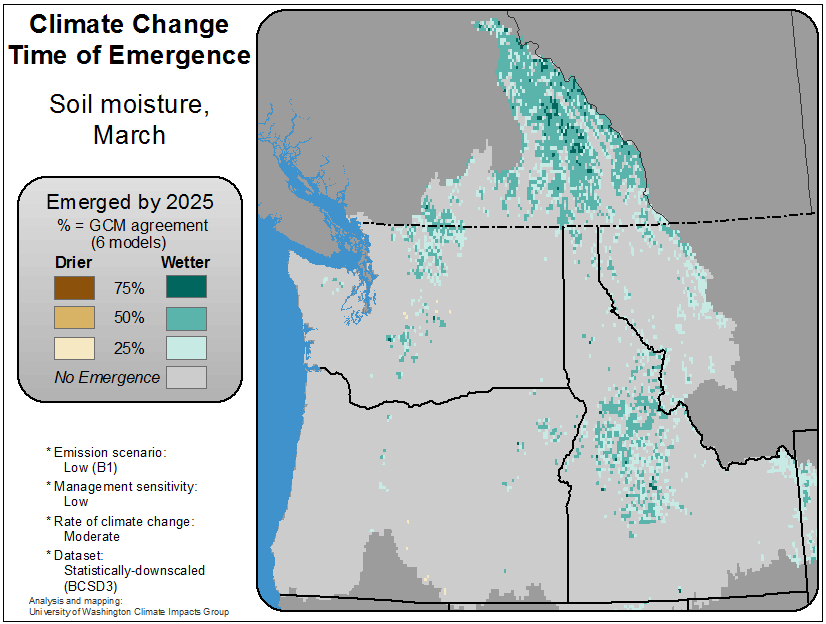 Climate Change
Time of Emergence
Soil moisture,
March
Emerged by 2025
% = GCM agreement
(6 models)
Drier Wetter
75%
50%
25%
No Emergence
* Emission scenario:
Low (B1)
* Management sensitivity:
Low
* Rate of climate change:
Moderate
* Dataset:
Statistically-downscaled
(BCSD3)
Analysis and mapping:
University of Washington Climate Impacts Group